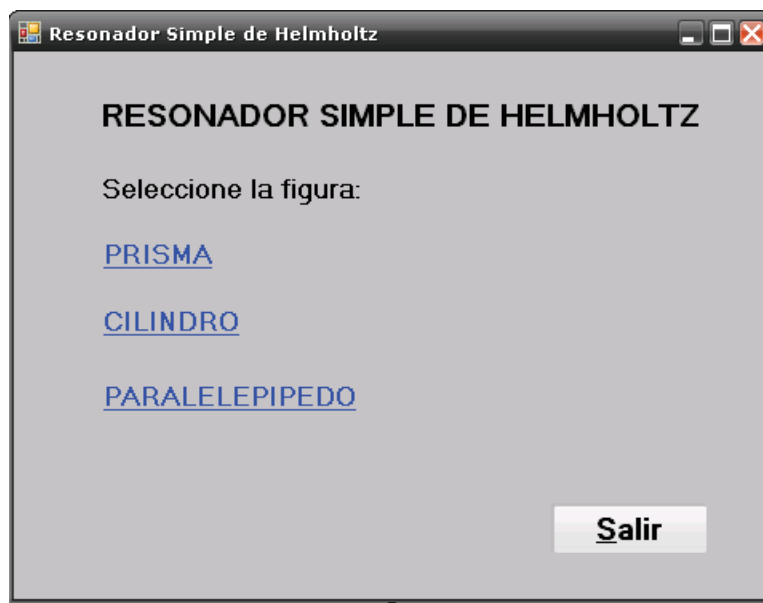 Resonador Simple de Helmholtz
RESONADOR SIMPLE DE HELMHOLTZ
Seleccione la figura:
PRISMA
CILINDRO
PARALELEPIPEDO
Salir